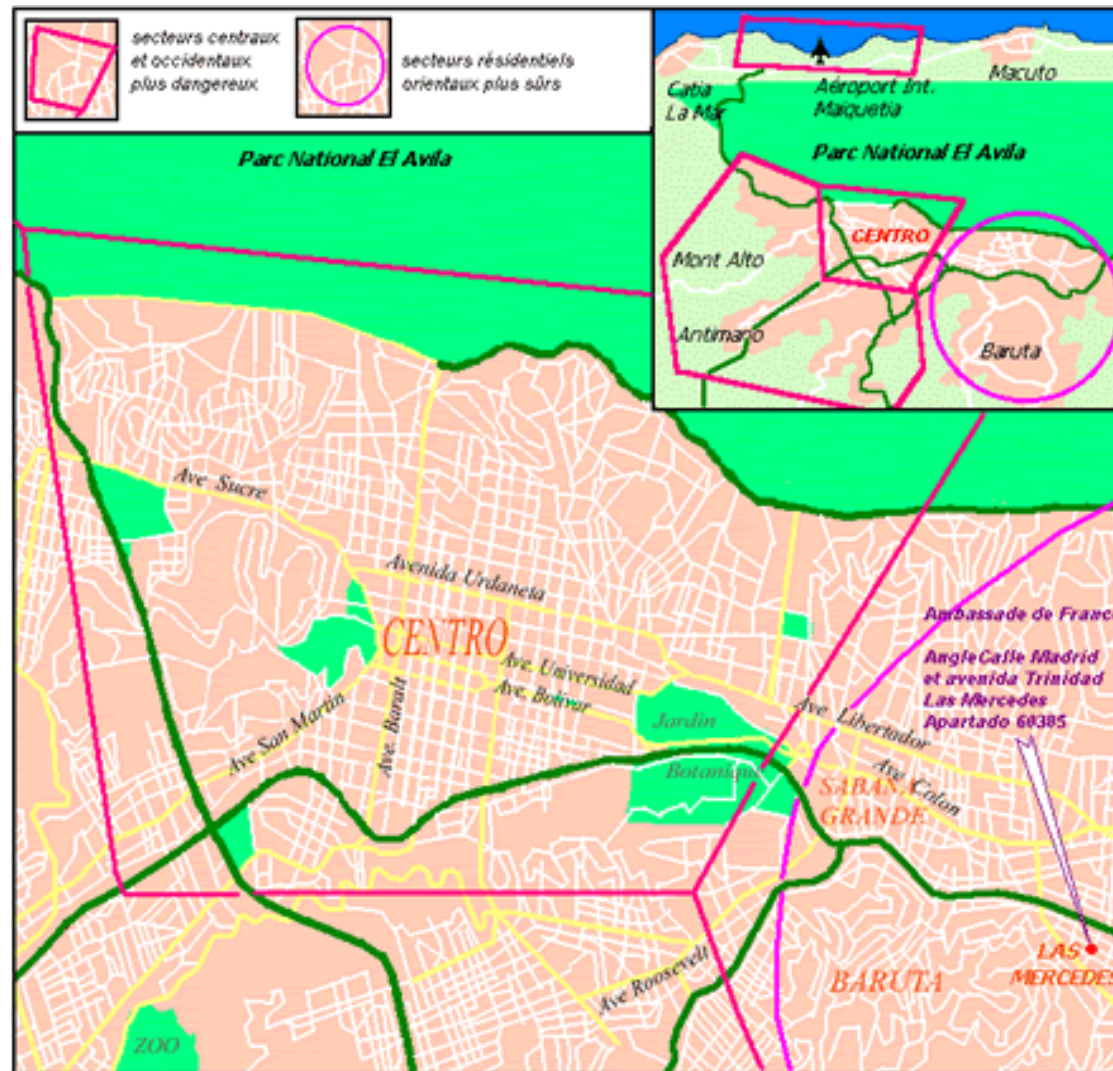 secteurs centraux
et occidentaux
plus dangereux
secteurs résidentiels
orientaux plus sûrs
Catia
La Mar
Aéroport Int.
Maiquetia
Macuto
Parc National El Avila
CENTRO
Mont Alto
Antimano
Baruta
Parc National El Avila
Ave Sucre
Avenida Urdaneta
CENTRO
Ave. Universidad
Ave. Bolivar
Ave San Martin
Ave. Baralt
Jardin
Botanique
Ave Libertador
Ave Colon
SABANA
GRANDE
Ambassade de Franc
AngleCalle Madrid
et avenida Trinidad
Las Mercedes
Apartado 60385
LAS
MERCEDES
BARUTA
Ave Roosevelt
ZOO